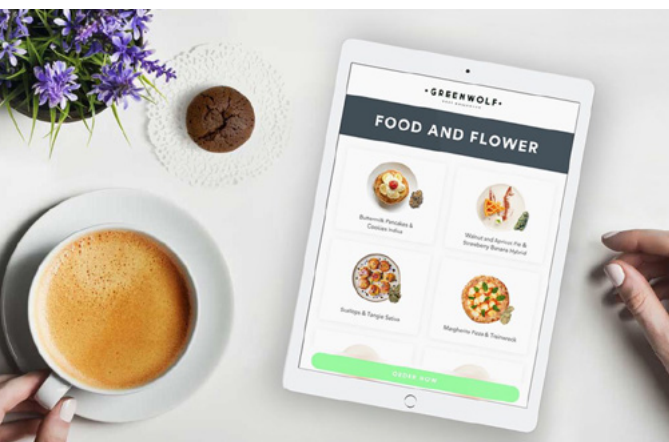 ·GREENWOLF·
FOOD AND FLOWER
Buttermilk Pancakes &
Cookies Indica
Walnut and Apricot Pie &
Strawberry Banana Hybrid
& Tangie Sativa
Margherita Pizza & Trainwreck
ORDER NOW